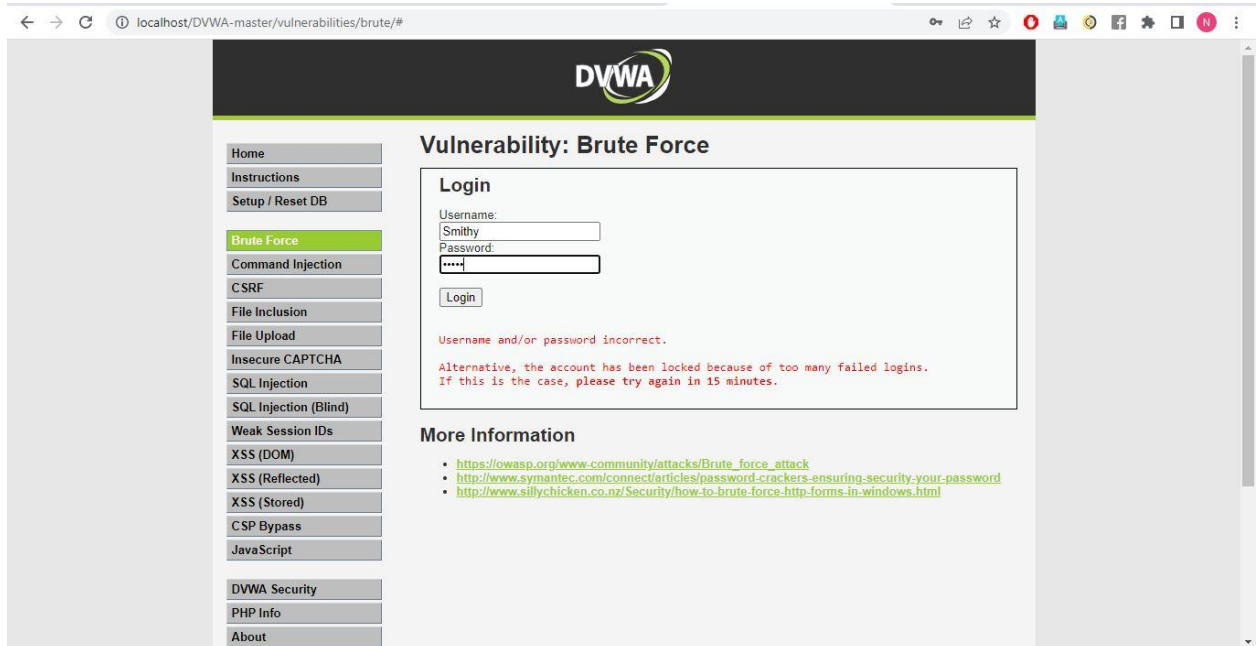 localhost/DVWA-master/vulnerabilities/brute/#
N
DVWA
Home
Instructions
Setup / Reset DB
Brute Force
Command Injection
CSRF
File Inclusion
File Upload
Insecure CAPTCHA
SQL Injection
SQL Injection (Blind)
Weak Session IDs
XSS (DOM)
XSS (Reflected)
XSS (Stored)
CSP Bypass
JavaScript
DVWA Security
PHP Info
About
Vulnerability: Brute Force
Login
Username:
Smithy
Password:
•••••
Login
Username and/or password incorrect.
Alternative, the account has been locked because of too many failed logins.
If this is the case, please try again in 15 minutes.
More Information
https://owasp.org/www-community/attacks/Brute_force_attack
http://www.symantec.com/connect/articles/password-crackers-ensuring-security-your-password
http://www.sillychicken.co.nz/Security/how-to-brute-force-http-forms-in-windows.html